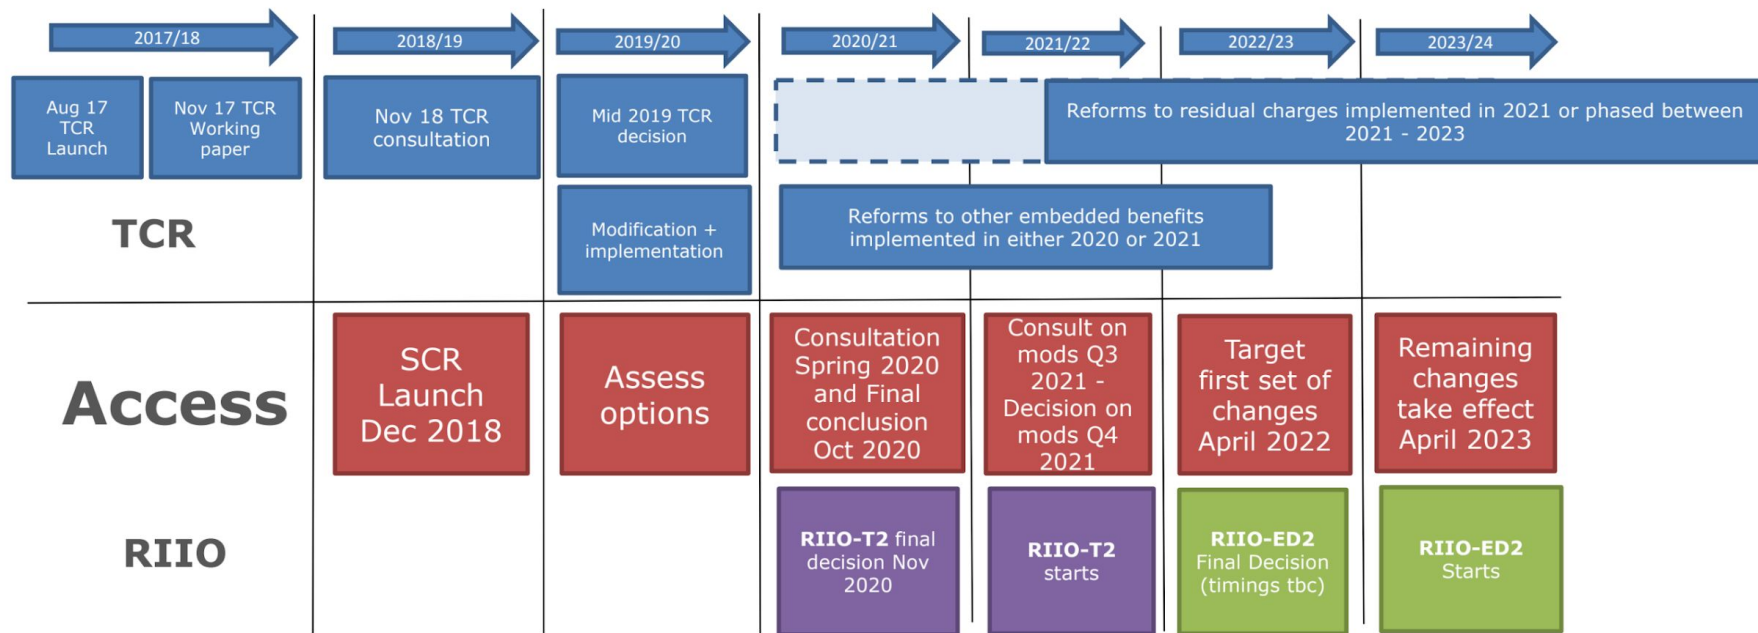 2017/18
2018/19
2019/20
2020/21
2021/22
2022/23
2023/24
Aug 17
TCR
Launch
Nov 17 TCR
Working
paper
Nov 18 TCR
consultation
Mid 2019 TCR
decision
Reforms to residual charges implemented in 2021 or phased between
2021 - 2023
TCR
Modification +
implementation
Reforms to other embedded benefits
implemented in either 2020 or 2021
Access
SCR
Launch
Dec 2018
Assess
options
Consultation
Spring 2020
and Final
conclusion
Oct 2020
Consult on
mods Q3
2021 -
Decision on
mods Q4
2021
Target
first set of
changes
April 2022
Remaining
changes
take effect
April 2023
RIIO
RIIO-T2 final
decision Nov
2020
RIIO-T2
starts
RIIO-ED2
Final Decision
(timings tbc)
RIIO-ED2
Starts